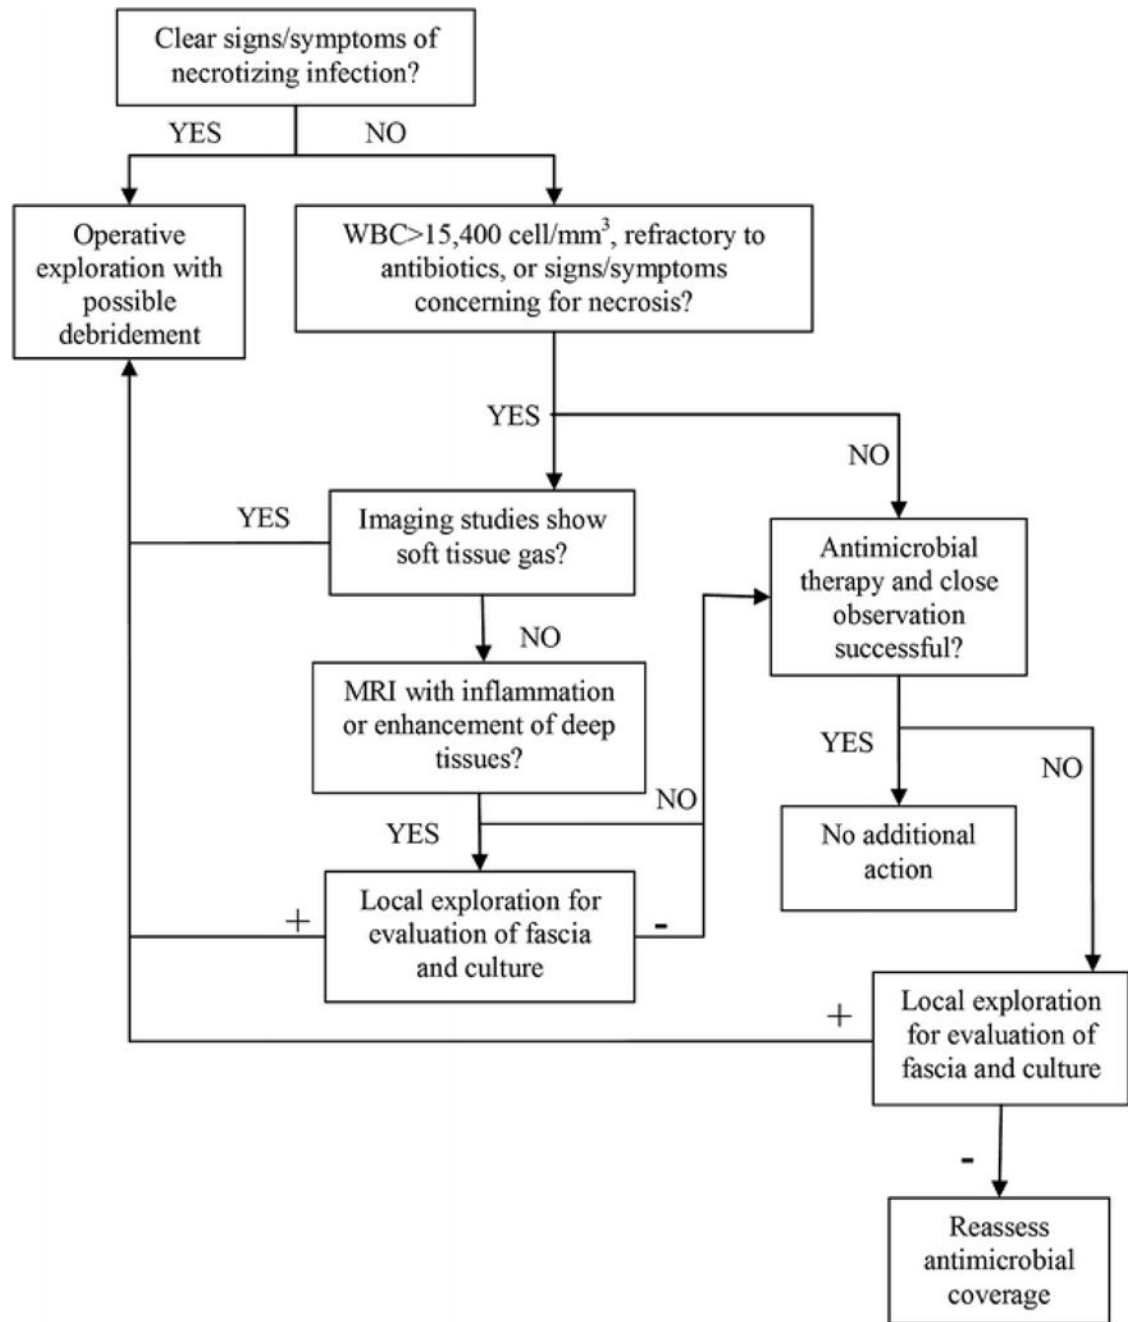 Clear signs/symptoms of
necrotizing infection?
YES
NO
Operative
exploration with
possible
debridement
WBC>15,400 cell/mm³, refractory to
antibiotics, or signs/symptoms
concerning for necrosis?
YES
NO
YES
Imaging studies show
soft tissue gas?
Antimicrobial
therapy and close
observation
successful?
NO
MRI with inflammation
or enhancement of deep
tissues?
YES
NO
NO
YES
No additional
action
+
Local exploration for
evaluation of fascia
and culture
-
+
Local exploration
for evaluation of
fascia and culture
-
Reassess
antimicrobial
coverage